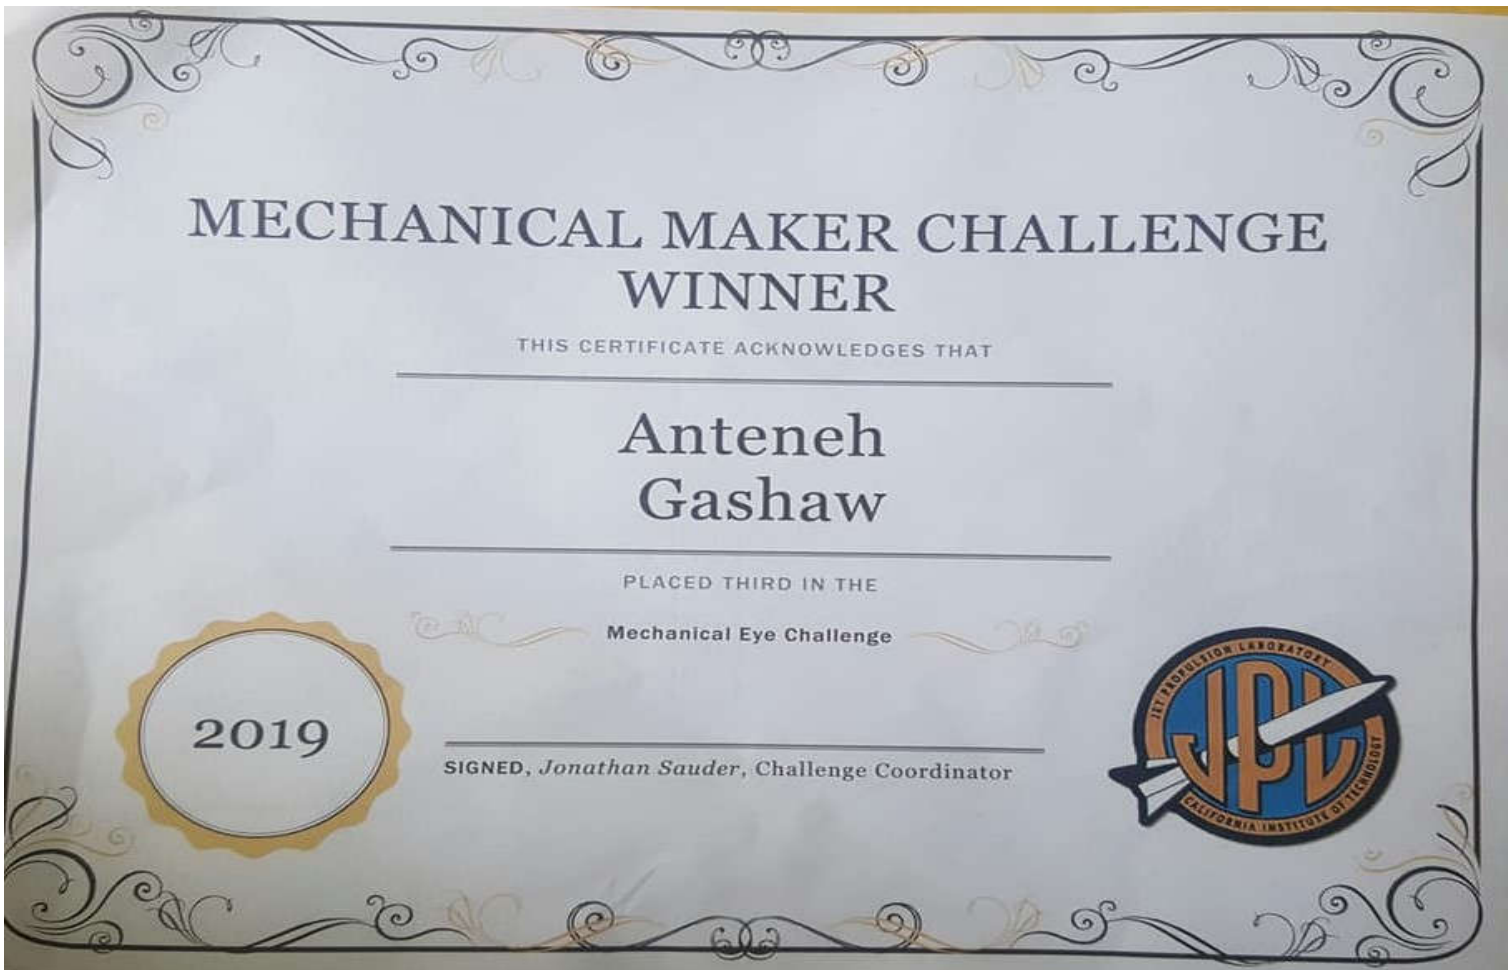 MECHANICAL MAKER CHALLENGE
WINNER
THIS CERTIFICATE ACKNOWLEDGES THAT
Anteneh
Gashaw
PLACED THIRD IN THE
Mechanical Eye Challenge
2019
SIGNED, Jonathan Sauder, Challenge Coordinator
JET PROPULSION LABORATORY
JPL
CALIFORNIA INSTITUTE OF TECHNOLOGY